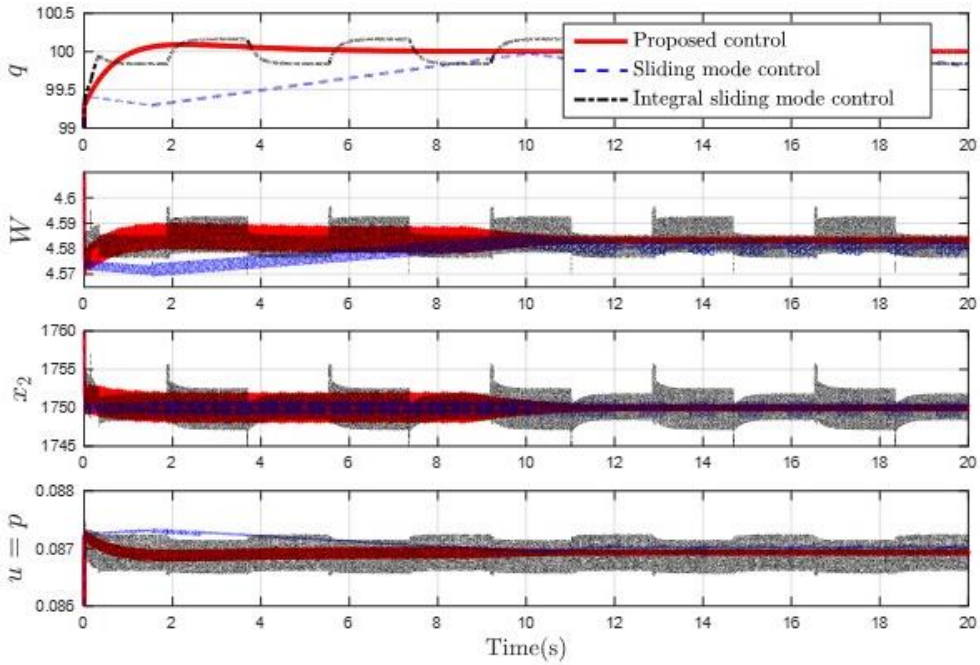 100.5
100
99.5
99
q
Proposed control
Sliding mode control
Integral sliding mode control
0 2 4 6 8 10 12 14 16 18 20
4.6
4.59
4.58
4.57
W
0 2 4 6 8 10 12 14 16 18 20
1760
1755
1750
1745
x₂
0 2 4 6 8 10 12 14 16 18 20
0.088
0.087
0.086
u = p
0 2 4 6 8 10 12 14 16 18 20
Time(s)